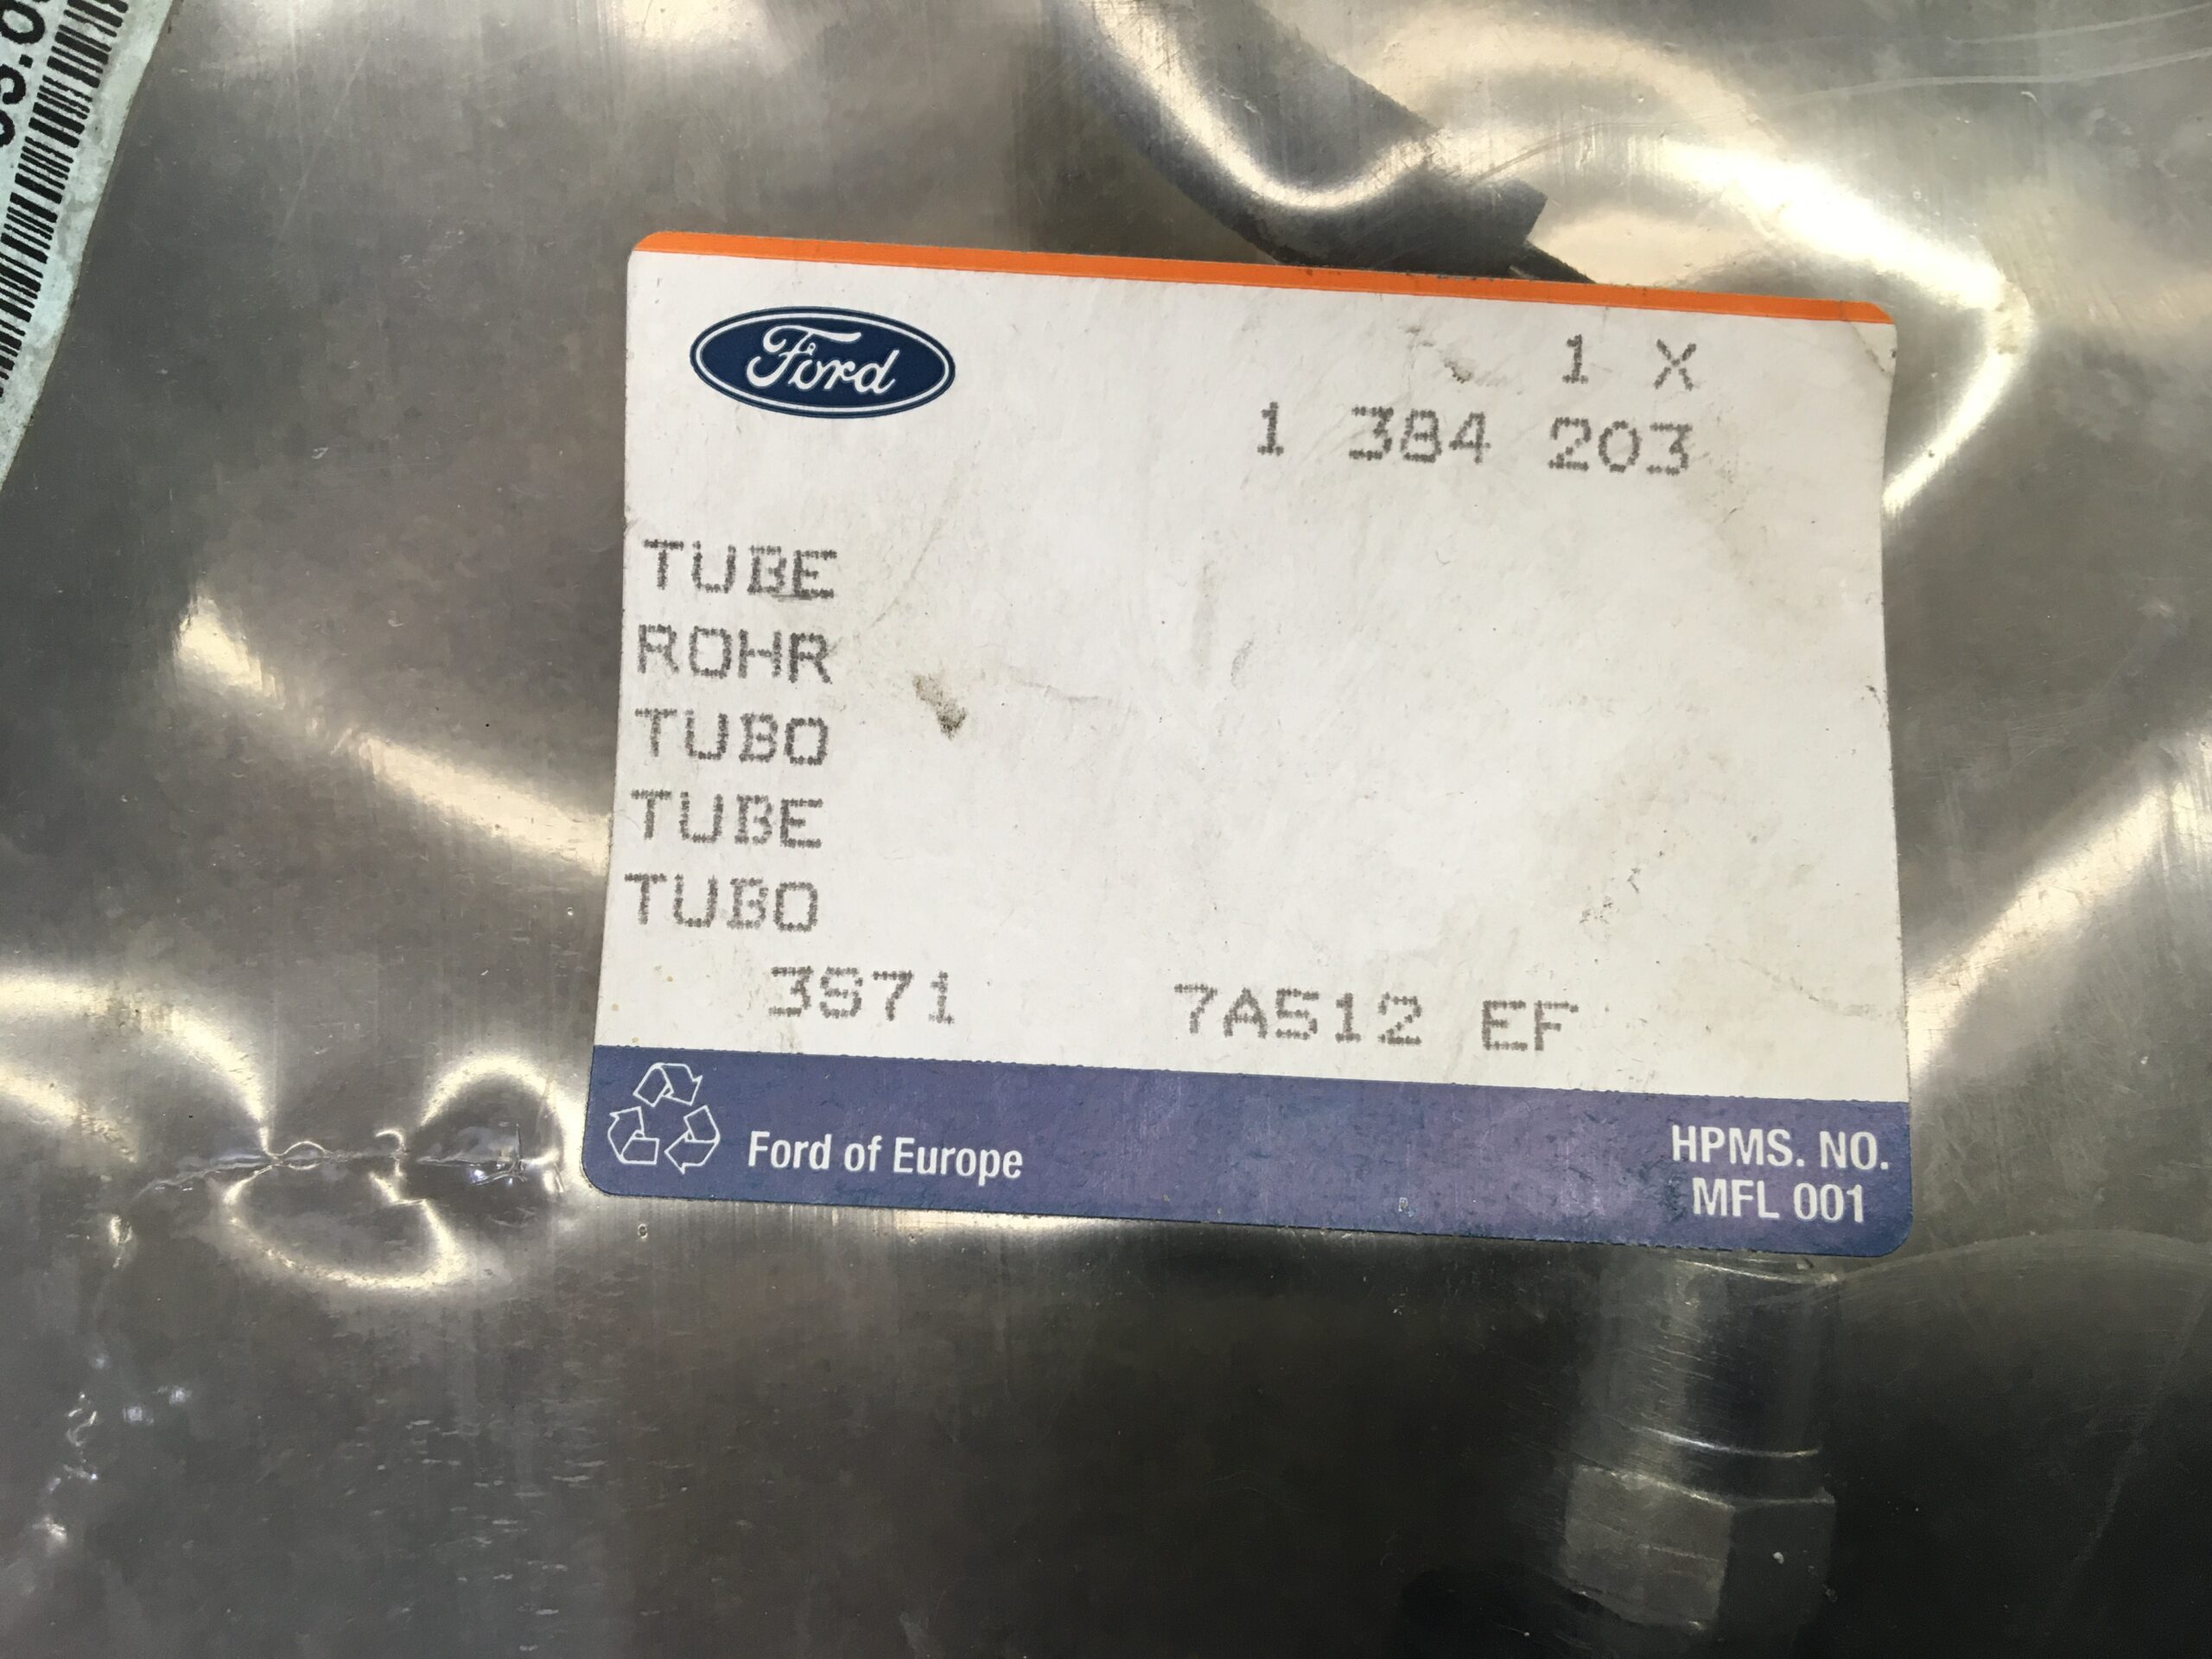 Ford
1 X
1 384 203
TUBE
ROHR
TUBO
TUBE
TUBO
3S71 7A512 EF
Ford of Europe
HPMS. NO.
MFL 001